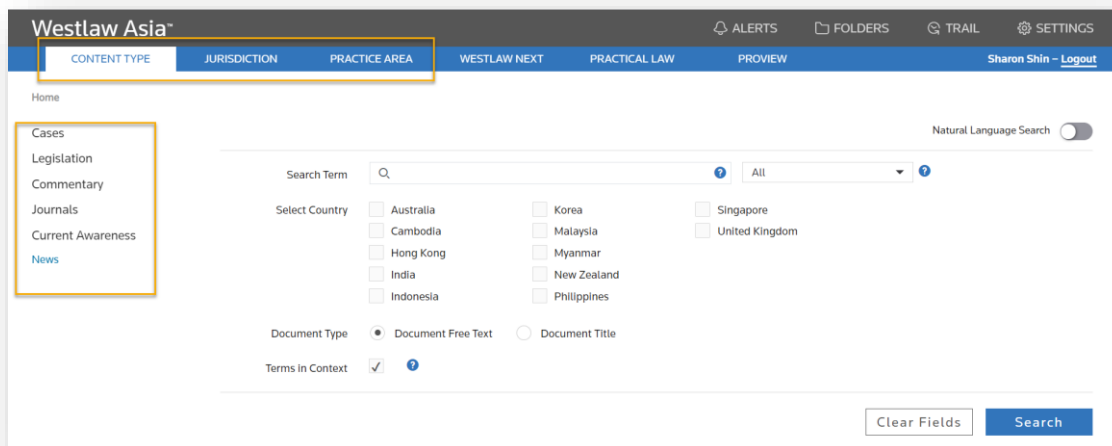 Westlaw Asia™ ALERTS FOLDERS TRAIL SETTINGS
CONTENT TYPE JURISDICTION PRACTICE AREA WESTLAW NEXT PRACTICAL LAW PROVIEW Sharon Shin – Logout
Home
Cases
Legislation
Commentary
Journals
Current Awareness
News
Natural Language Search
Search Term ? All ?
Select Country Australia Korea Singapore
Cambodia Malaysia United Kingdom
Hong Kong Myanmar
India New Zealand
Indonesia Philippines
Document Type Document Free Text Document Title
Terms in Context ?
Clear Fields Search